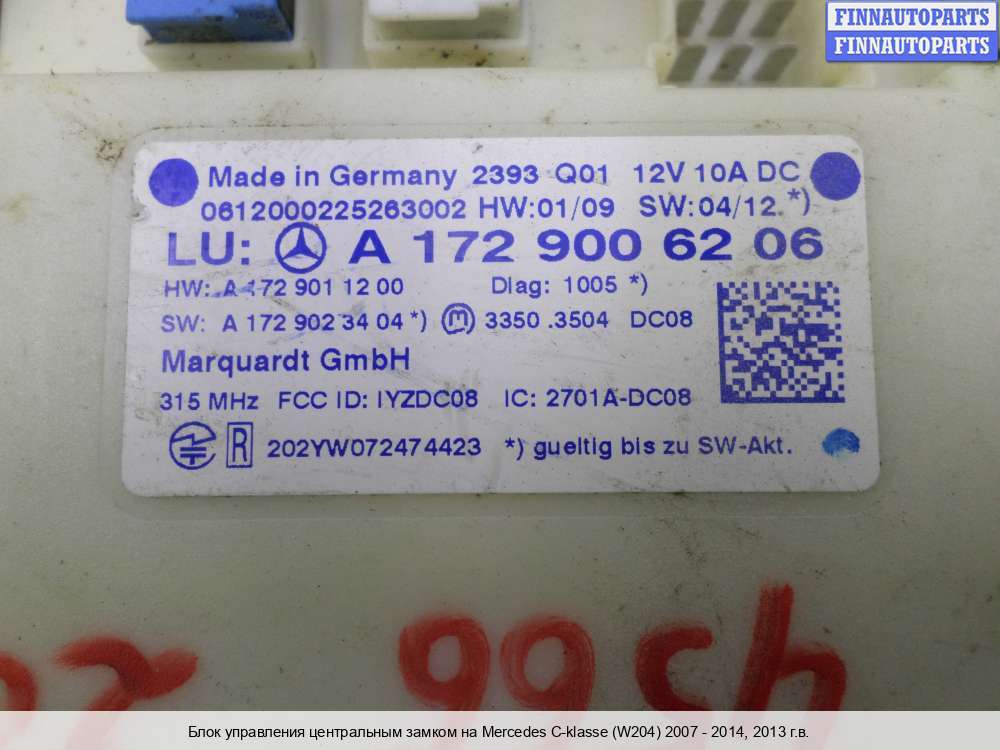 FINNAUTOPARTS
FINNAUTOPARTS
Made in Germany 2393 Q01 12V 10A DC
0612000225263002 HW:01/09 SW:04/12 *)
LU: A 172 900 62 06
HW: A 172 901 12 00 Diag: 1005 *)
SW: A 172 902 34 04 *) m 3350 .3504 DC08
Marquardt GmbH
315 MHz FCC ID: IYZDC08 IC: 2701A-DC08
R 202YW072474423 *) gueltig bis zu SW-Akt.
Блок управления центральным замком на Mercedes C-klasse (W204) 2007 - 2014, 2013 г.в.